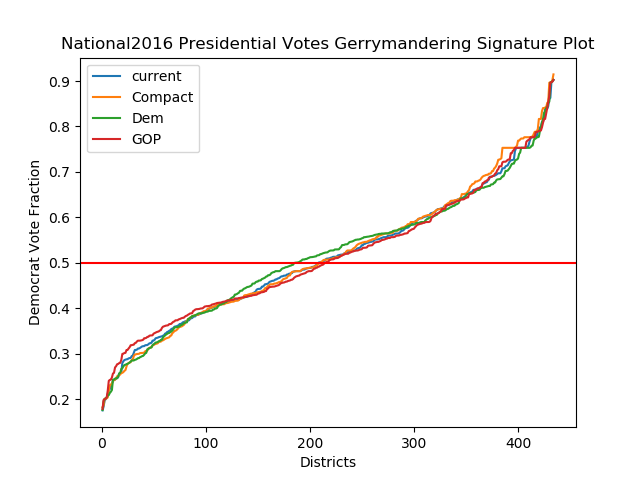 National2016 Presidential Votes Gerrymandering Signature Plot
current
Compact
Dem
GOP
0.9
0.8
0.7
0.6
0.5
0.4
0.3
0.2
Democrat Vote Fraction
0 100 200 300 400
Districts